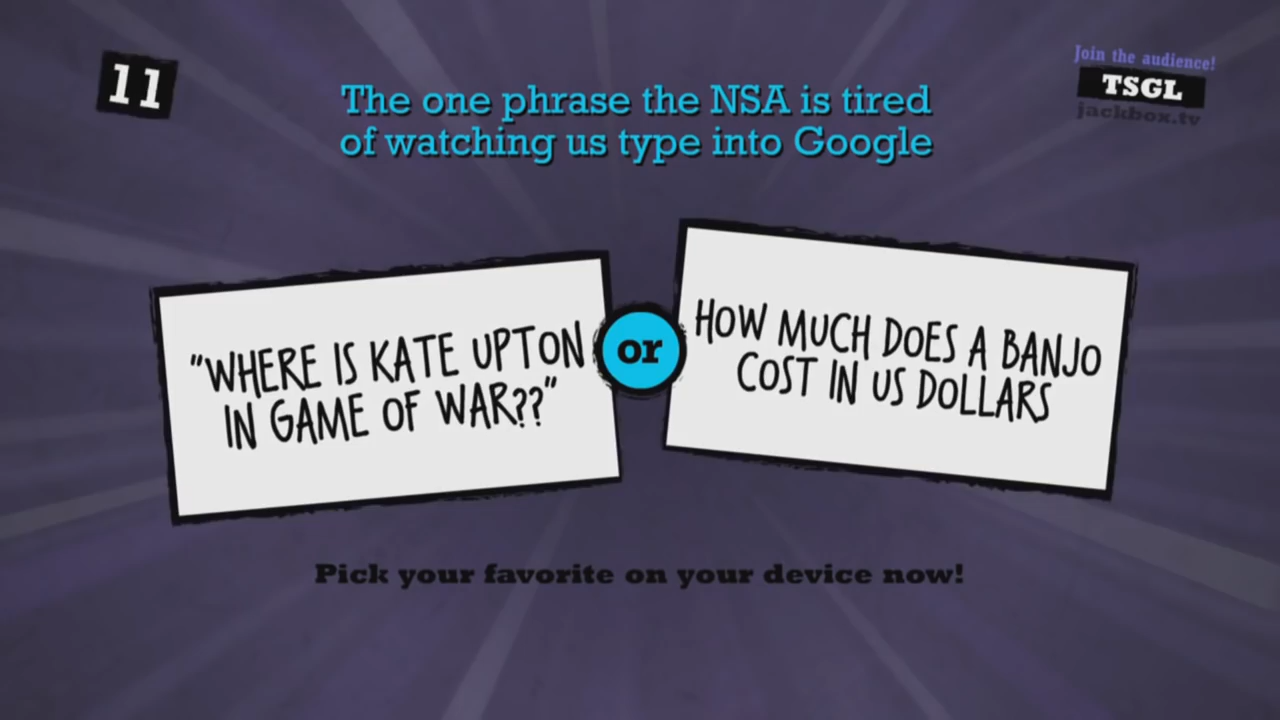 11
Join the audience!
TSGL
jackbox.tv
The one phrase the NSA is tired
of watching us type into Google
"WHERE IS KATE UPTON
IN GAME OF WAR??"
or
HOW MUCH DOES A BANJO
COST IN US DOLLARS
Pick your favorite on your device now!